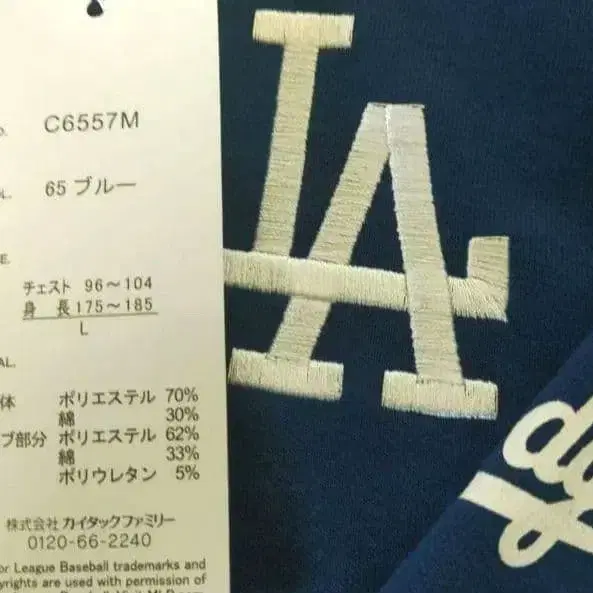 C6557M
65 ブルー
チェスト 96～104
身 長 175～185
L
体 ポリエステル 70%
綿 30%
ブ部分 ポリエステル 62%
綿 33%
ポリウレタン 5%
株式会社 カイタックファミリー
0120-66-2240
or League Baseball trademarks and
yrights are used with permission of
LA